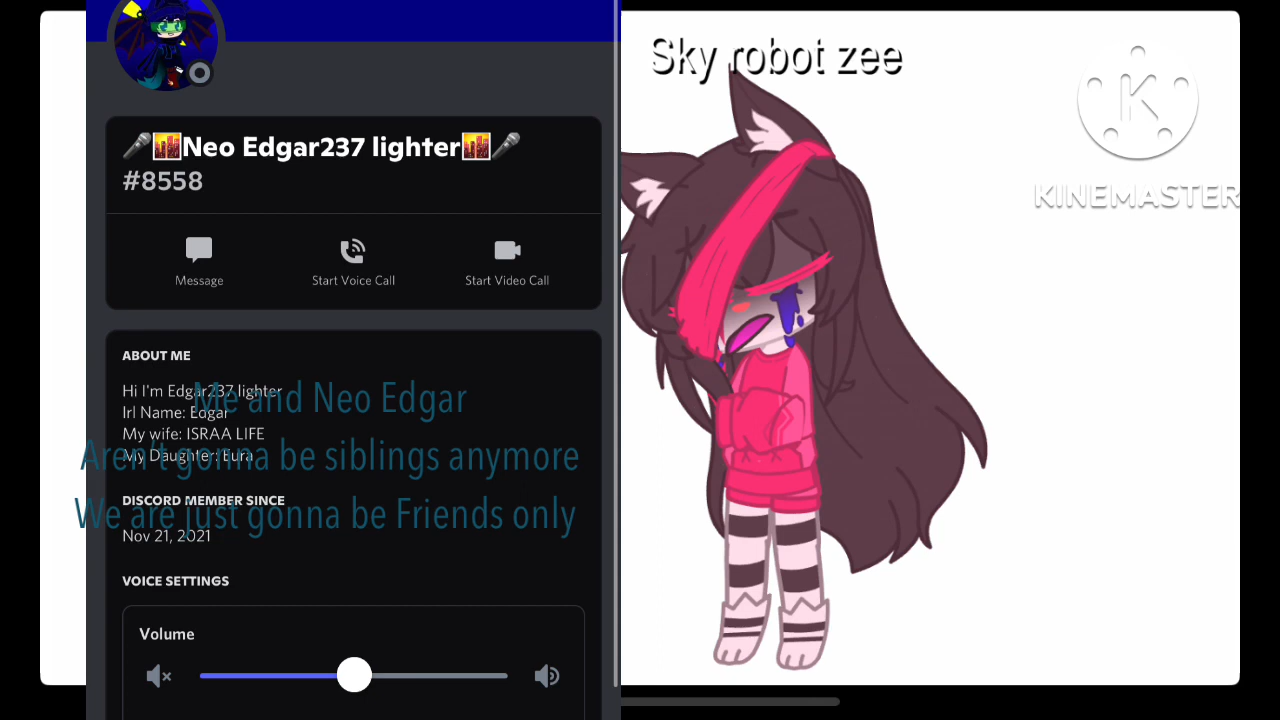 Sky robot zee
KINEMASTER
🎤🌇Neo Edgar237 lighter🌇🎤
#8558
Message
Start Voice Call
Start Video Call
ABOUT ME
Hi I'm Edgar237 lighter
Irl Name: Edgar
My wife: ISRAA LIFE
My Daughter: Eura
Me and Neo Edgar
Aren't gonna be siblings anymore
We are just gonna be Friends only
DISCORD MEMBER SINCE
Nov 21, 2021
VOICE SETTINGS
Volume